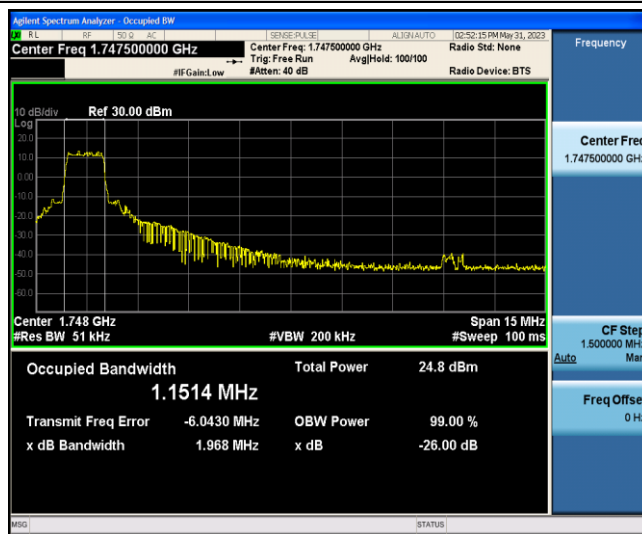 Agilent Spectrum Analyzer - Occupied BW
RL RF 50 Ω AC SENSE:PULSE ALIGNAUTO 02:52:15 PM May 31, 2023
Center Freq 1.747500000 GHz
Center Freq: 1.747500000 GHz
Radio Std: None
Trig: Free Run Avg|Hold: 100/100
#IFGain:Low #Atten: 40 dB Radio Device: BTS
Frequency
10 dB/div Ref 30.00 dBm
Log
20.0
10.0
0.00
-10.0
-20.0
-30.0
-40.0
-50.0
-60.0
Center 1.748 GHz Span 15 MHz
#Res BW 51 kHz #VBW 200 kHz #Sweep 100 ms
Occupied Bandwidth Total Power 24.8 dBm
1.1514 MHz
Transmit Freq Error -6.0430 MHz OBW Power 99.00 %
x dB Bandwidth 1.968 MHz x dB -26.00 dB
Center Freq
1.747500000 GHz
CF Step
1.500000 MHz
Auto Man
Freq Offse
0 Hz
MSG STATUS